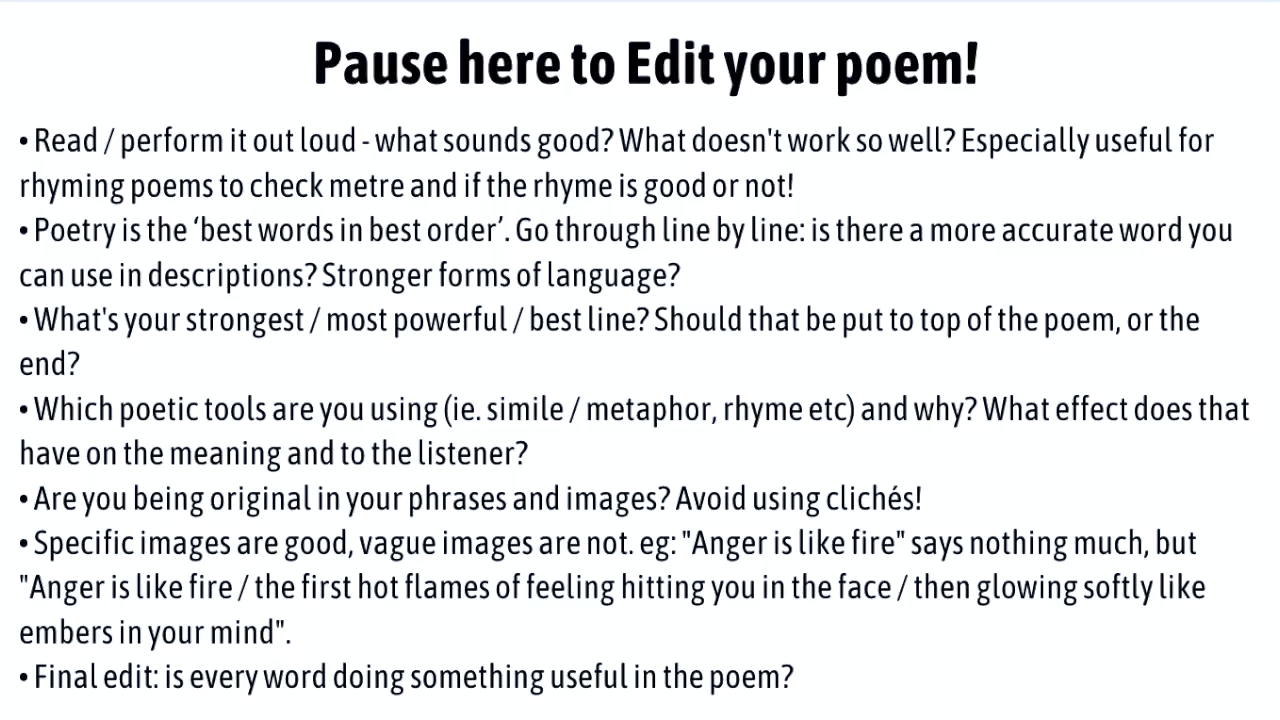 Pause here to Edit your poem!
• Read / perform it out loud - what sounds good? What doesn't work so well? Especially useful for
rhyming poems to check metre and if the rhyme is good or not!
• Poetry is the ‘best words in best order’. Go through line by line: is there a more accurate word you
can use in descriptions? Stronger forms of language?
• What's your strongest / most powerful / best line? Should that be put to top of the poem, or the
end?
• Which poetic tools are you using (ie. simile / metaphor, rhyme etc) and why? What effect does that
have on the meaning and to the listener?
• Are you being original in your phrases and images? Avoid using clichés!
• Specific images are good, vague images are not. eg: "Anger is like fire" says nothing much, but
"Anger is like fire / the first hot flames of feeling hitting you in the face / then glowing softly like
embers in your mind".
• Final edit: is every word doing something useful in the poem?